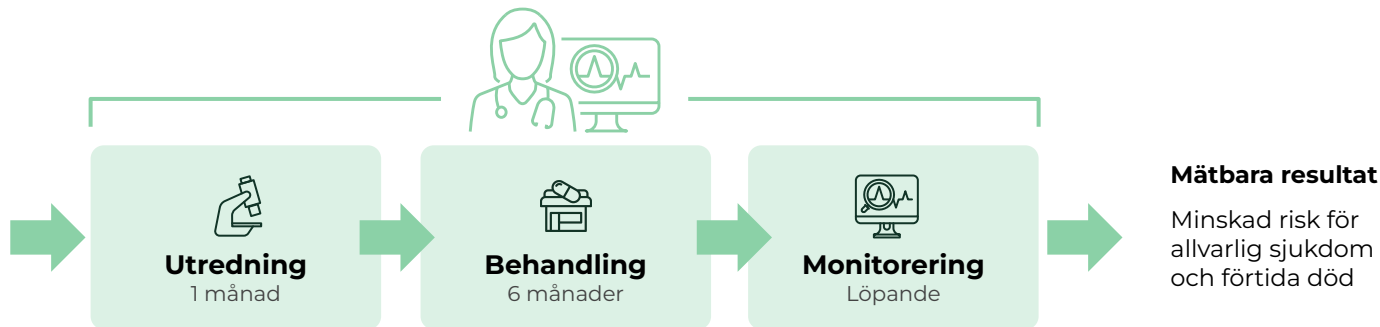 Utredning
1 månad
Behandling
6 månader
Monitorering
Löpande
Mätbara resultat
Minskad risk för
allvarlig sjukdom
och förtida död